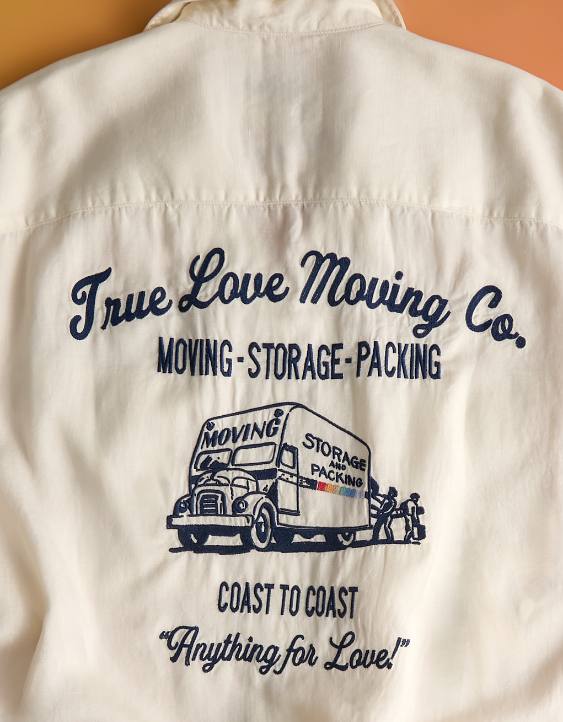 True Love Moving Co.
MOVING-STORAGE-PACKING
MOVING
STORAGE
AND
PACKING
COAST TO COAST
“Anything for Love!”